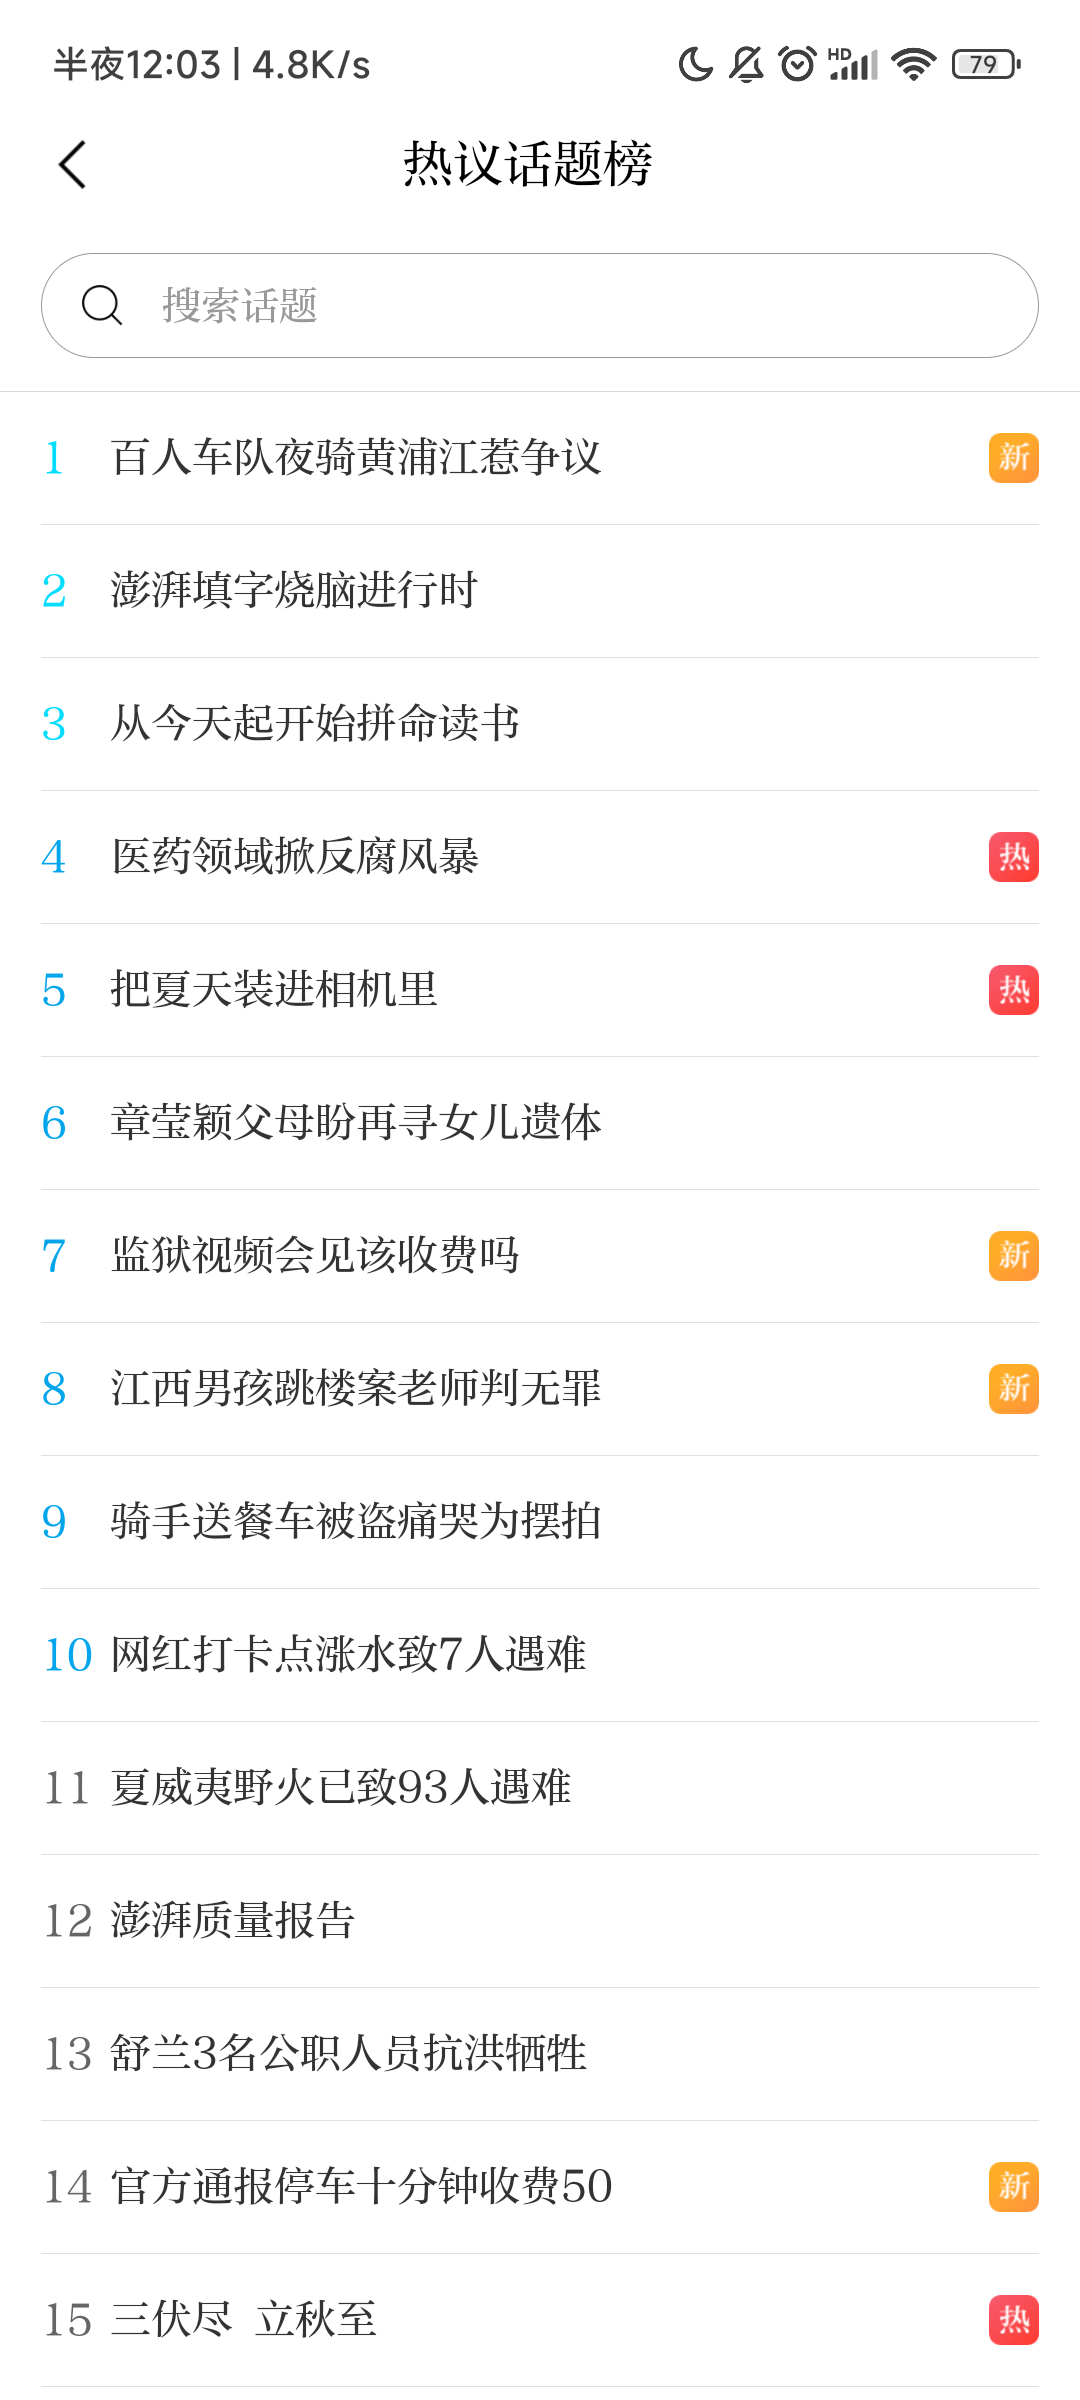 半夜12:03 | 4.8K/s HD 79
热议话题榜
搜索话题
1 百人车队夜骑黄浦江惹争议 新
2 澎湃填字烧脑进行时
3 从今天起开始拼命读书
4 医药领域掀反腐风暴 热
5 把夏天装进相机里 热
6 章莹颖父母盼再寻女儿遗体
7 监狱视频会见该收费吗 新
8 江西男孩跳楼案老师判无罪 新
9 骑手送餐车被盗痛哭为摆拍
10 网红打卡点涨水致7人遇难
11 夏威夷野火已致93人遇难
12 澎湃质量报告
13 舒兰3名公职人员抗洪牺牲
14 官方通报停车十分钟收费50 新
15 三伏尽 立秋至 热